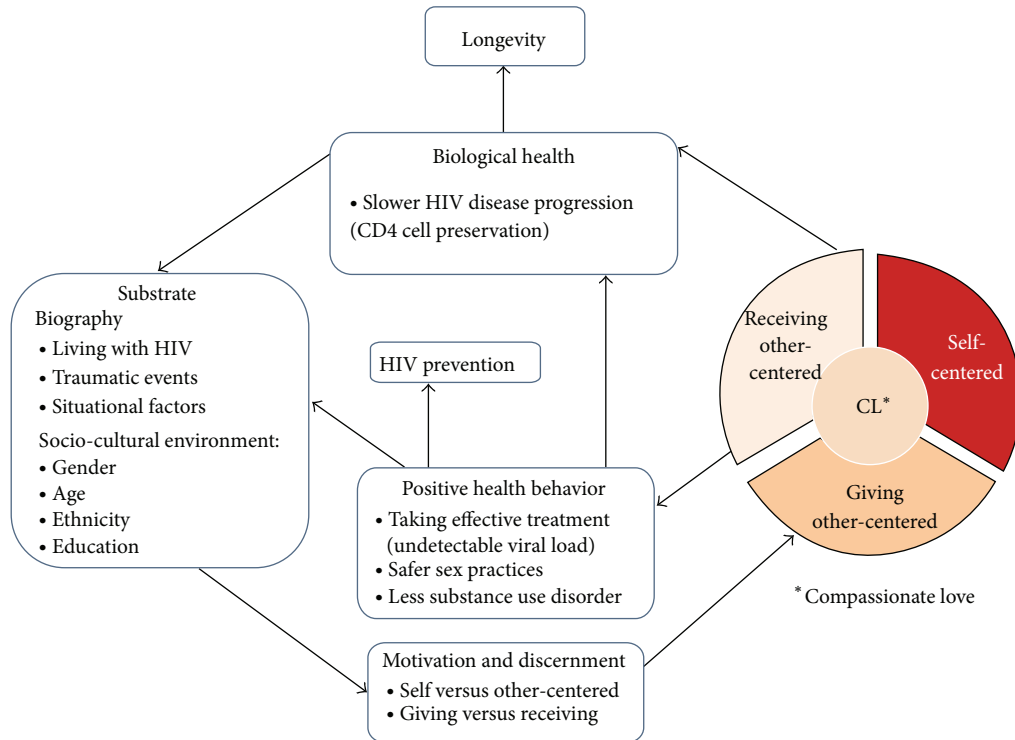 Longevity
Biological health
• Slower HIV disease progression
(CD4 cell preservation)
Substrate
Biography
• Living with HIV
• Traumatic events
• Situational factors
Socio-cultural environment:
• Gender
• Age
• Ethnicity
• Education
HIV prevention
Positive health behavior
• Taking effective treatment
(undetectable viral load)
• Safer sex practices
• Less substance use disorder
Motivation and discernment
• Self versus other-centered
• Giving versus receiving
Receiving
other-
centered
Self-
centered
CL*
Giving
other-centered
*Compassionate love